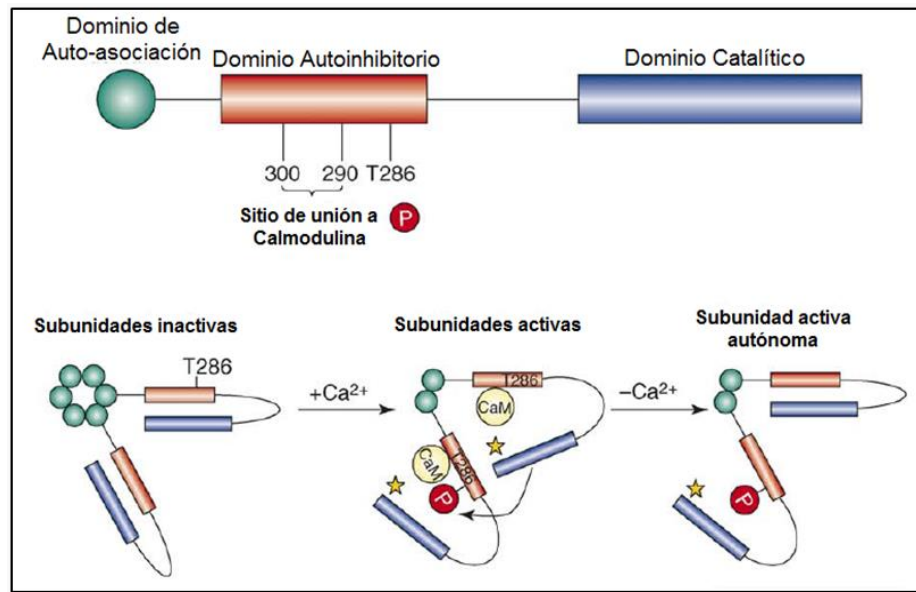 Dominio de
Auto-asociación
Dominio Autoinhibitorio
Dominio Catalítico
300
290
T286
Sitio de unión a
Calmodulina
P
Subunidades inactivas
Subunidades activas
Subunidad activa
autónoma
T286
+Ca²⁺
T286
CaM
CaM
T286
P
−Ca²⁺
P